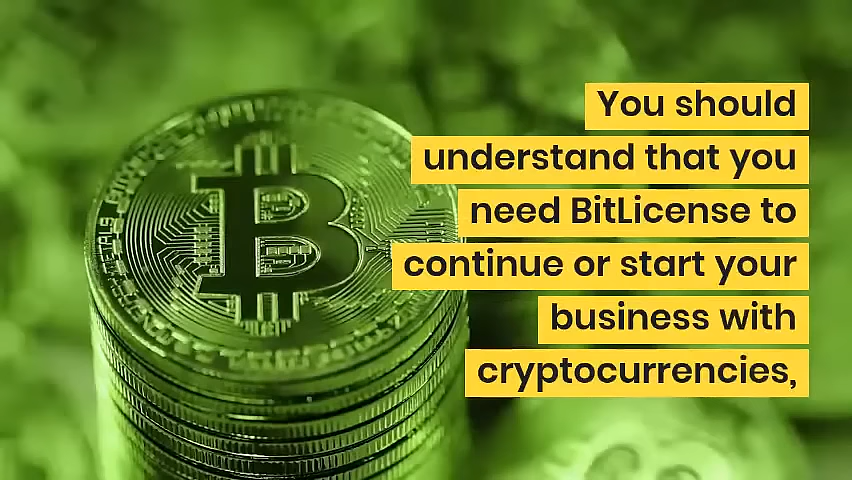 You should
understand that you
need BitLicense to
continue or start your
business with
cryptocurrencies,